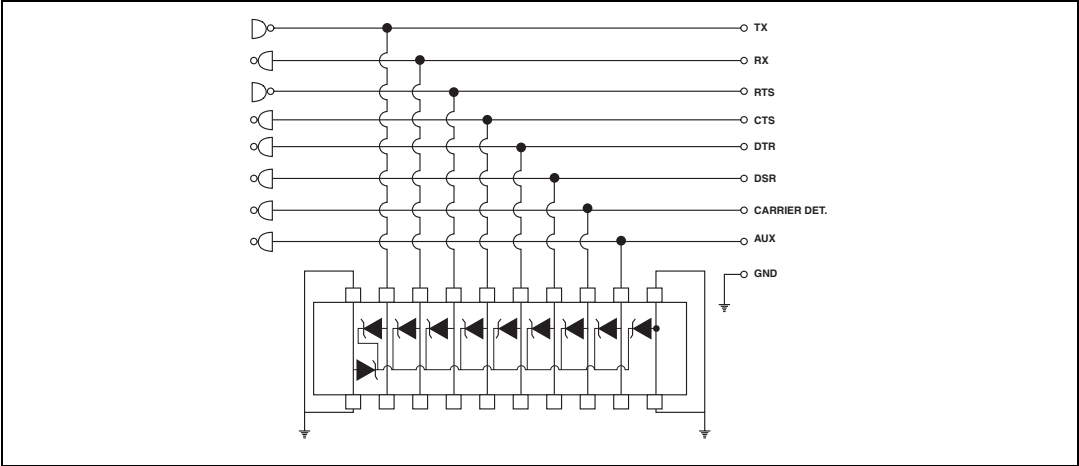 TX
RX
RTS
CTS
DTR
DSR
CARRIER DET.
AUX
GND